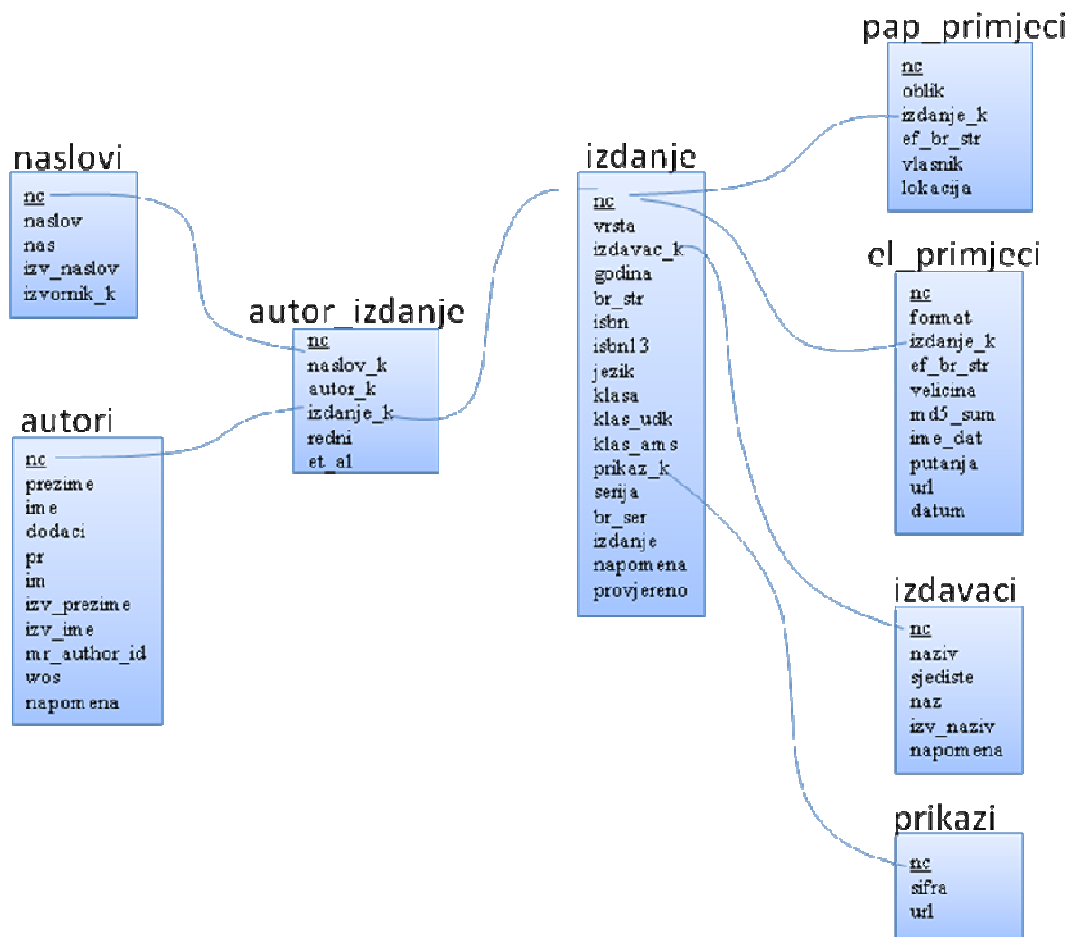 naslovi
nc
naslov
nas
izv_naslov
izvornik_k
autori
nc
prezime
ime
dodaci
pr
im
izv_prezime
izv_ime
mr_author_id
wos
napomena
autor_izdanje
nc
naslov_k
autor_k
izdanje_k
redni
et_al
izdanje
nc
vrsta
izdavac_k
godina
br_str
isbn
isbn13
jezik
klasa
klas_udk
klas_ams
prikaz_k
serija
br_ser
izdanje
napomena
provjereno
pap_primjeci
nc
oblik
izdanje_k
ef_br_str
vlasnik
lokacija
el_primjeci
nc
format
izdanje_k
ef_br_str
velicina
md5_sum
ime_dat
putanja
url
datum
izdavaci
nc
naziv
sjediste
naz
izv_naziv
napomena
prikazi
nc
sifra
url